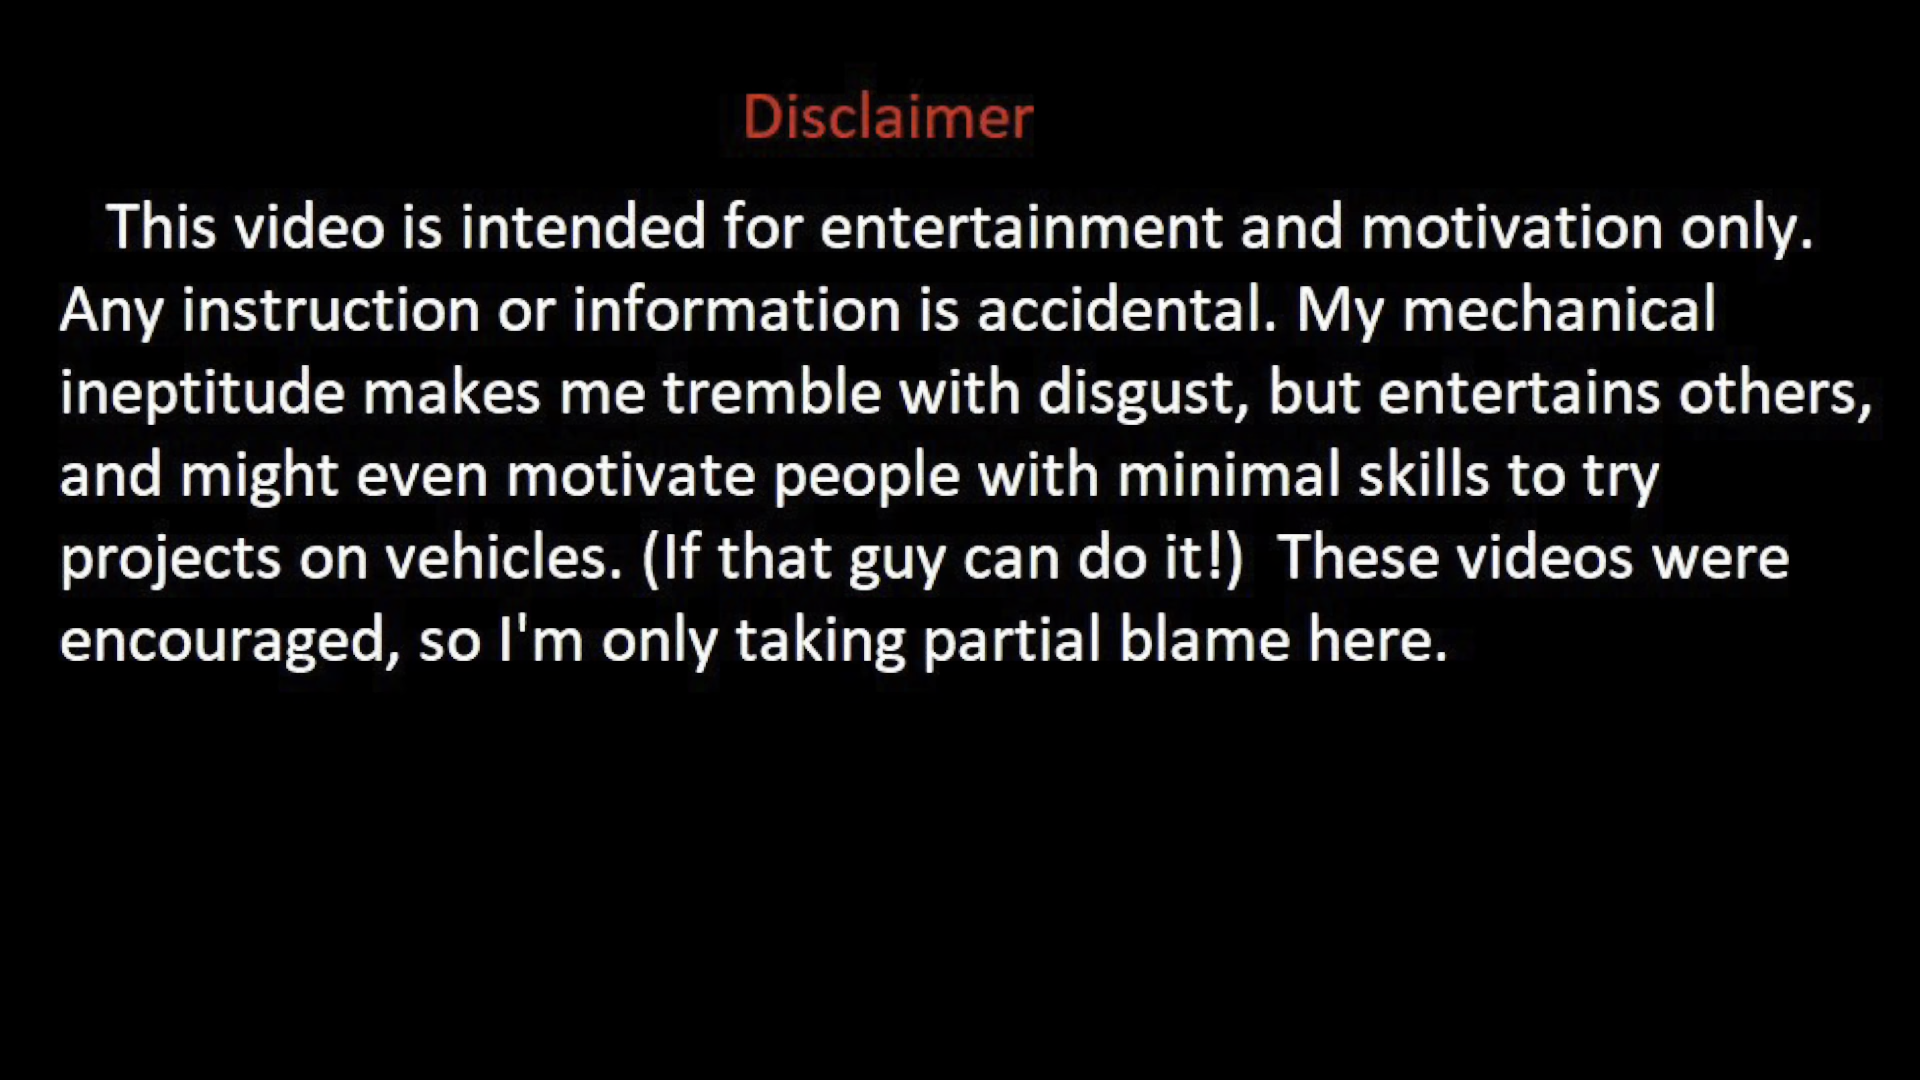 Disclaimer
This video is intended for entertainment and motivation only.
Any instruction or information is accidental. My mechanical
ineptitude makes me tremble with disgust, but entertains others,
and might even motivate people with minimal skills to try
projects on vehicles. (If that guy can do it!)  These videos were
encouraged, so I'm only taking partial blame here.